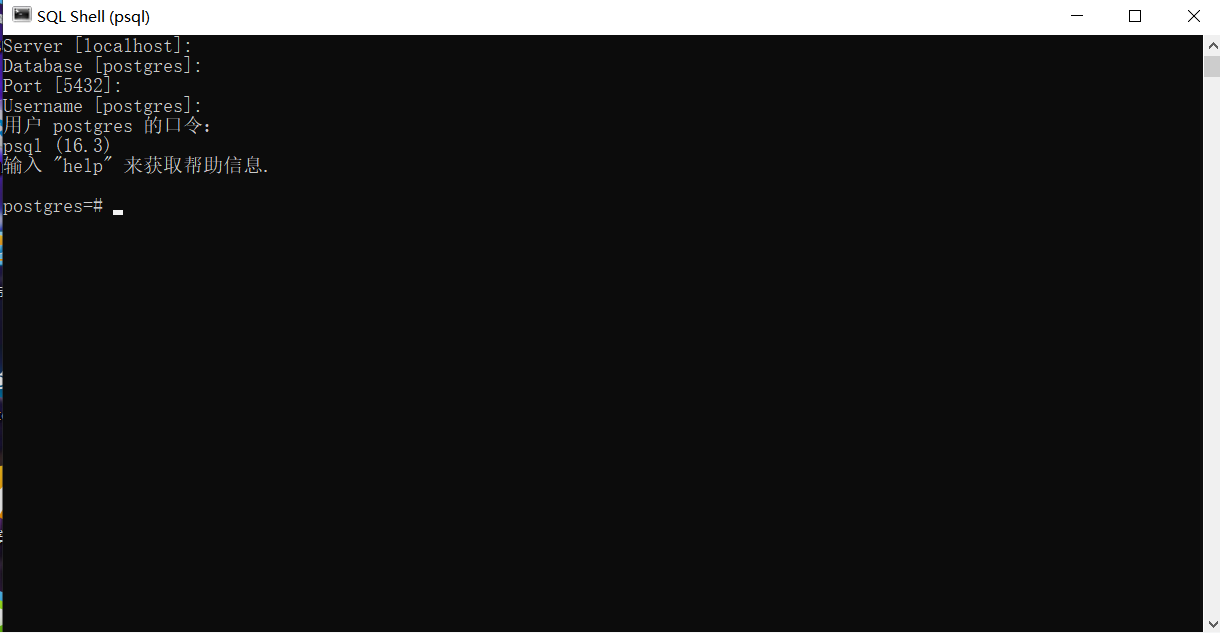 SQL Shell (psql)
Server [localhost]:
Database [postgres]:
Port [5432]:
Username [postgres]:
用户 postgres 的口令：
psql (16.3)
输入 "help" 来获取帮助信息.
postgres=#